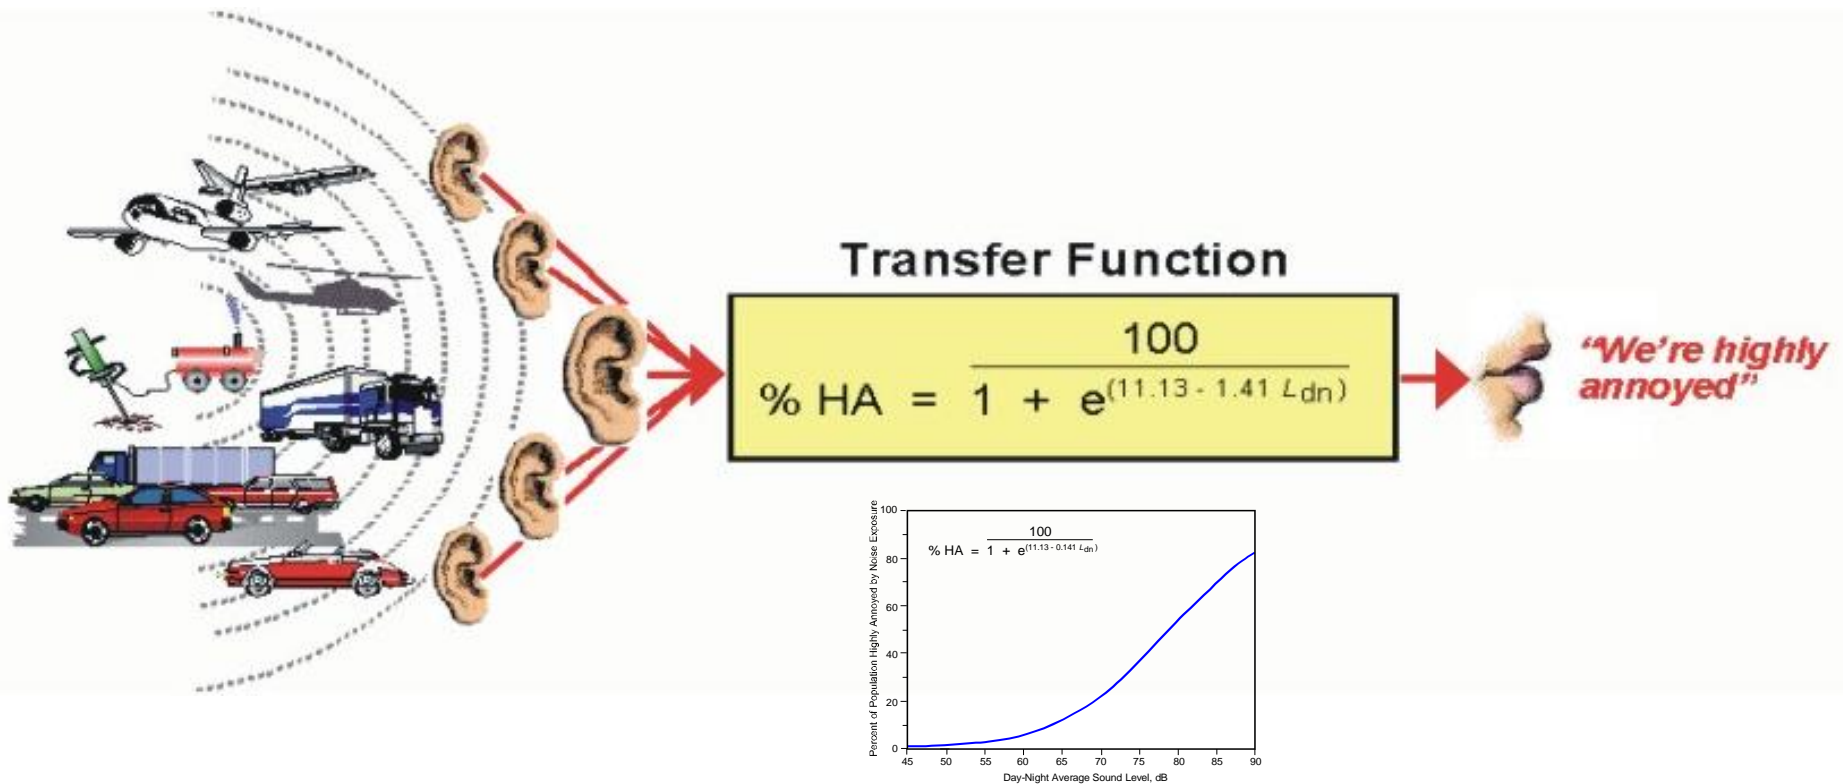 Transfer Function
100
% HA = 1 + e(11.13 - 1.41 Ldn)
“We’re highly
annoyed”
Percent of Population Highly Annoyed by Noise Exposure
100
80
60
40
20
0
100
% HA = 1 + e(11.13 - 0.141 Ldn)
45 50 55 60 65 70 75 80 85 90
Day-Night Average Sound Level, dB